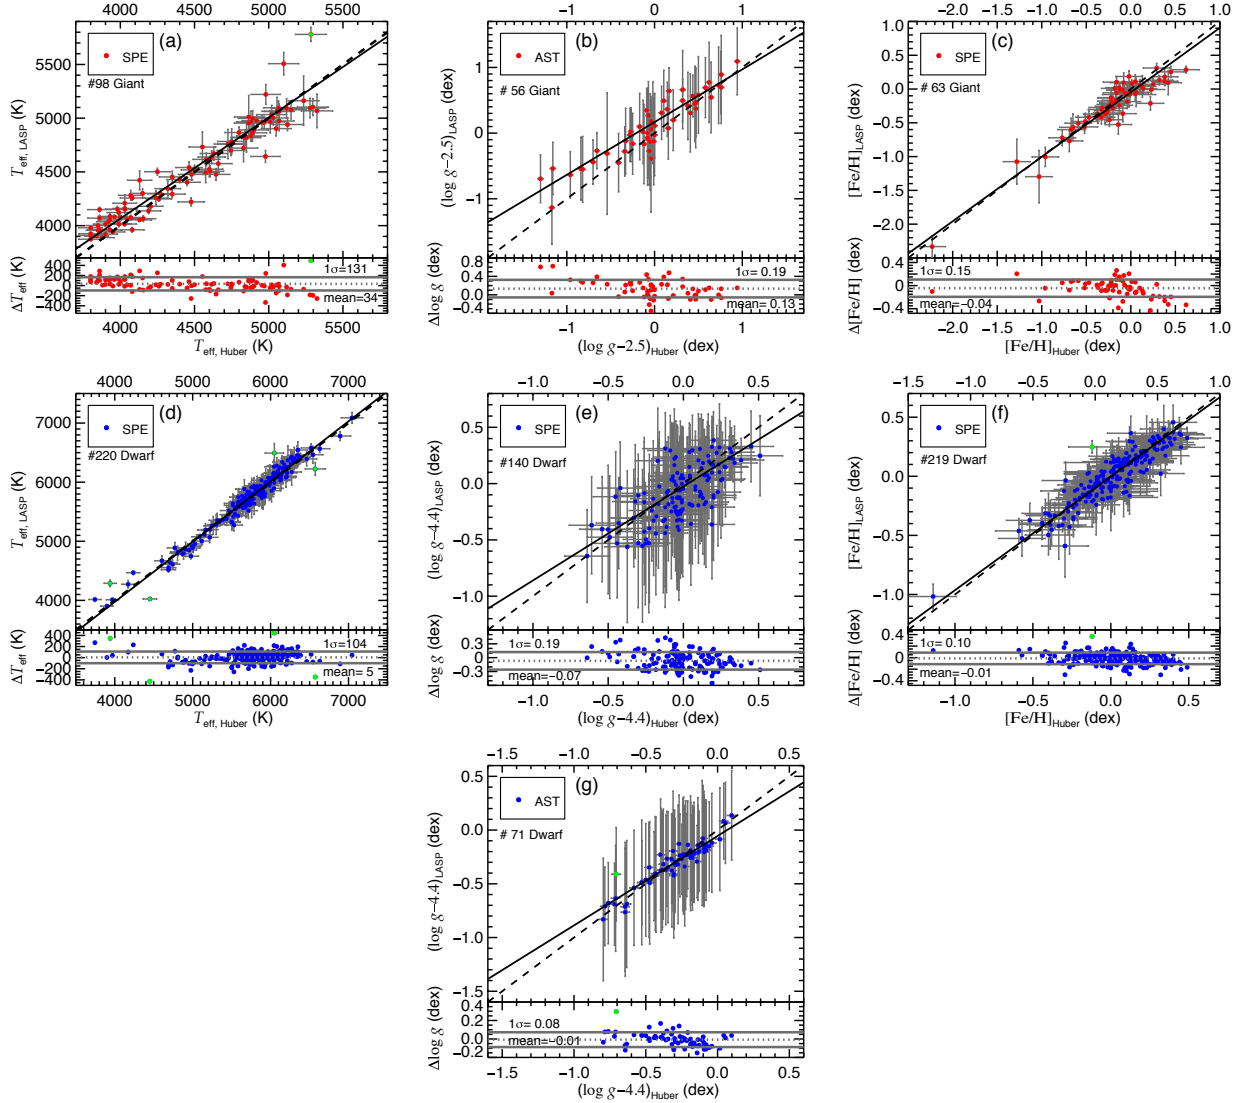 4000 4500 5000 5500
(a)
SPE
#98 Giant
5500
5000
4500
4000
T_eff, LASP (K)
1σ=131
mean=34
400
200
0
−200
ΔT_eff (K)
4000 4500 5000 5500
T_eff, Huber (K)
−1 0 1
(b)
AST
# 56 Giant
1
0
−1
(log g−2.5)_LASP (dex)
1σ=0.19
mean=0.13
0.8
0.4
0.0
−0.4
Δlog g (dex)
−1 0 1
(log g−2.5)_Huber (dex)
−2.0 −1.0 0.0 1.0
(c)
SPE
# 63 Giant
1.0
0.0
−1.0
−2.0
[Fe/H]_LASP (dex)
1σ=0.15
mean=−0.04
0.4
0.2
0.0
−0.2
−0.4
Δ[Fe/H] (dex)
−2.0 −1.0 0.0 1.0
[Fe/H]_Huber (dex)
4000 5000 6000 7000
(d)
SPE
#220 Dwarf
7000
6000
5000
4000
T_eff, LASP (K)
1σ=104
mean= 5
400
200
0
−200
−400
ΔT_eff (K)
4000 5000 6000 7000
T_eff, Huber (K)
−1.0 −0.5 0.0 0.5
(e)
SPE
#140 Dwarf
0.5
0.0
−0.5
−1.0
(log g−4.4)_LASP (dex)
1σ=0.19
mean=−0.07
0.3
0.0
−0.3
Δlog g (dex)
−1.0 −0.5 0.0 0.5
(log g−4.4)_Huber (dex)
−1.5 −1.0 −0.5 0.0 0.5 1.0
(f)
SPE
#219 Dwarf
0.5
0.0
−0.5
−1.0
[Fe/H]_LASP (dex)
1σ=0.10
mean=−0.01
0.4
0.0
−0.4
Δ[Fe/H] (dex)
−1.0 −0.5 0.0 0.5
[Fe/H]_Huber (dex)
−1.5 −1.0 −0.5 0.0 0.5
(g)
AST
# 71 Dwarf
0.5
0.0
−0.5
−1.0
−1.5
(log g−4.4)_LASP (dex)
1σ=0.08
mean=−0.01
0.4
0.2
0.0
−0.2
Δlog g (dex)
−1.5 −1.0 −0.5 0.0 0.5
(log g−4.4)_Huber (dex)